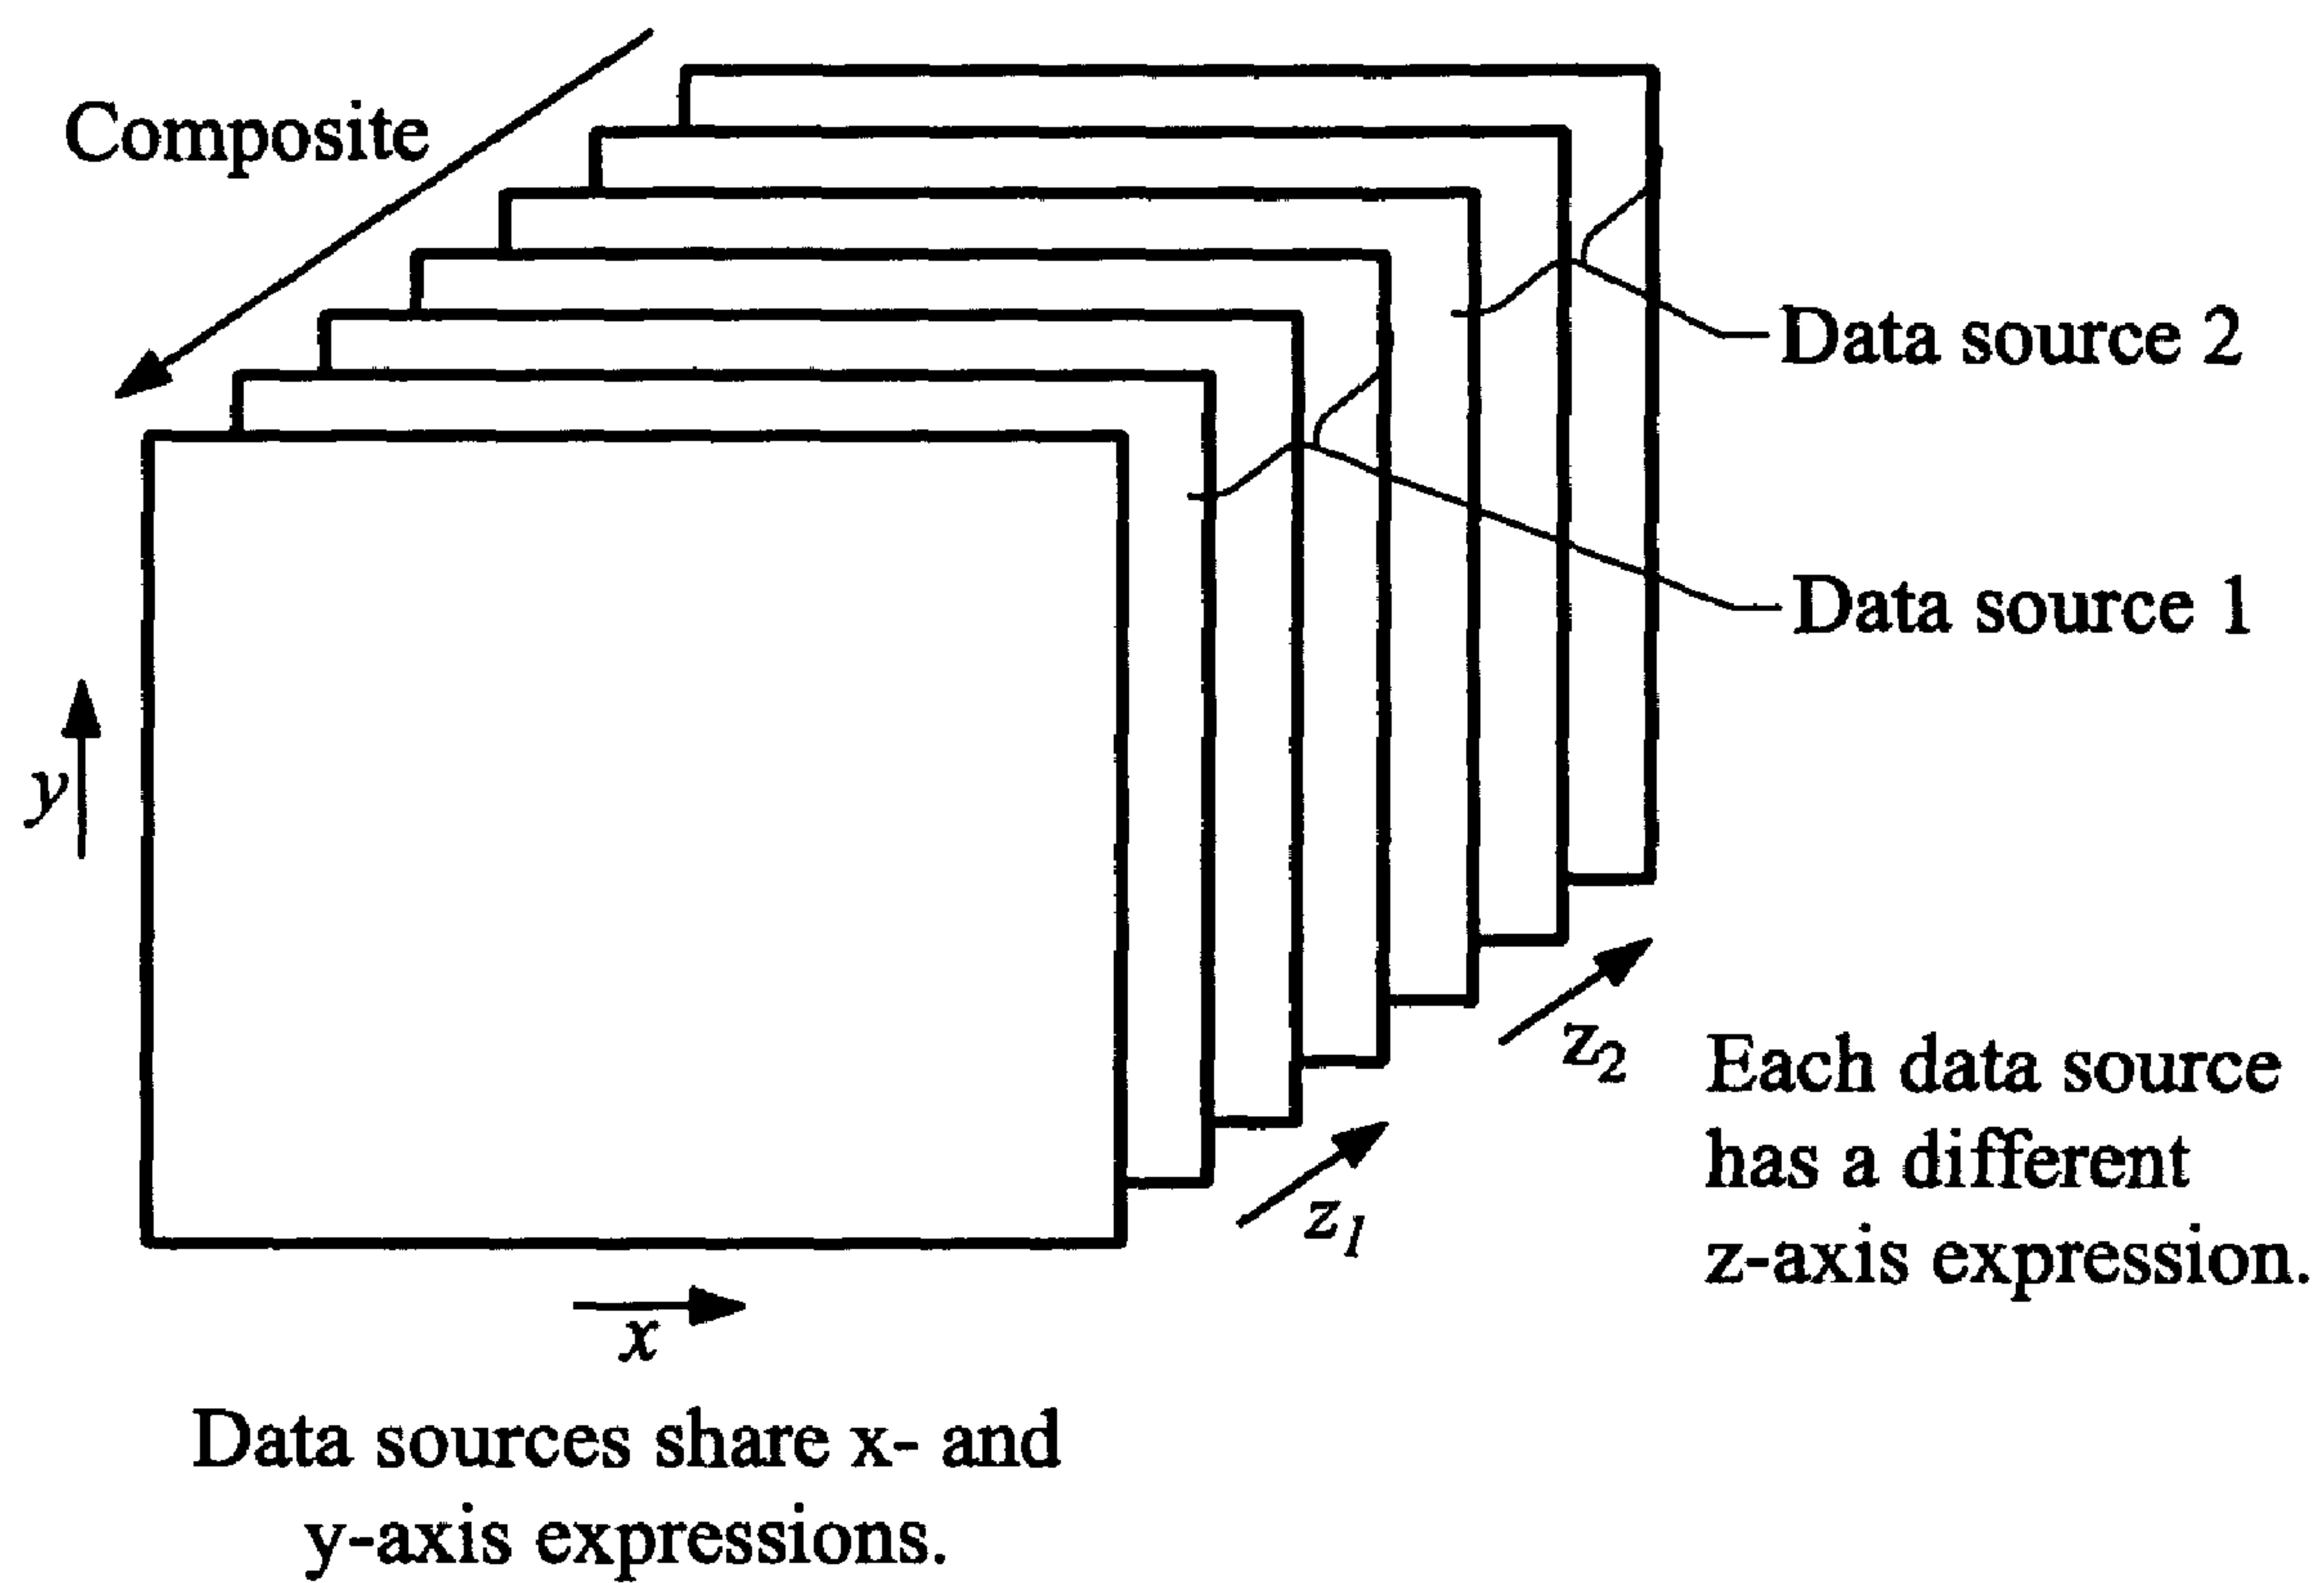 Composite
Data source 2
Data source 1
y
z2
Each data source
has a different
z-axis expression.
z1
x
Data sources share x- and
y-axis expressions.